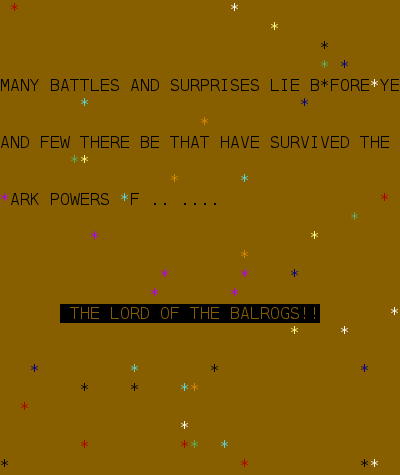 MANY BATTLES AND SURPRISES LIE B*FORE*YE
AND FEW THERE BE THAT HAVE SURVIVED THE
*ARK POWERS *F .. ....
THE LORD OF THE BALROGS!!